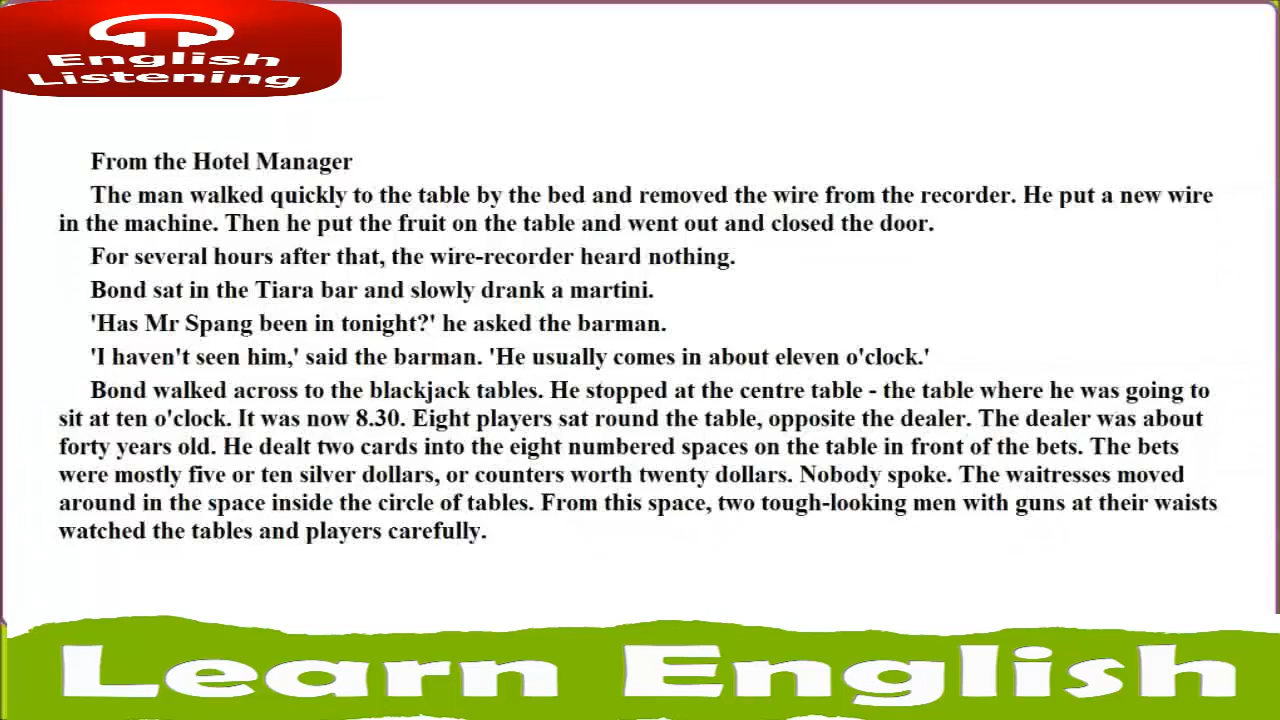 English
Listening
From the Hotel Manager
The man walked quickly to the table by the bed and removed the wire from the recorder. He put a new wire
in the machine. Then he put the fruit on the table and went out and closed the door.
For several hours after that, the wire-recorder heard nothing.
Bond sat in the Tiara bar and slowly drank a martini.
'Has Mr Spang been in tonight?' he asked the barman.
'I haven't seen him,' said the barman. 'He usually comes in about eleven o'clock.'
Bond walked across to the blackjack tables. He stopped at the centre table - the table where he was going to
sit at ten o'clock. It was now 8.30. Eight players sat round the table, opposite the dealer. The dealer was about
forty years old. He dealt two cards into the eight numbered spaces on the table in front of the bets. The bets
were mostly five or ten silver dollars, or counters worth twenty dollars. Nobody spoke. The waitresses moved
around in the space inside the circle of tables. From this space, two tough-looking men with guns at their waists
watched the tables and players carefully.
Learn English